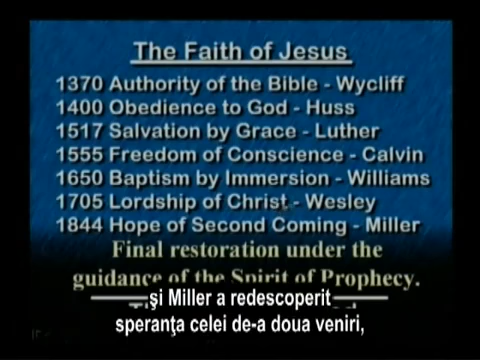 The Faith of Jesus
1370 Authority of the Bible - Wycliff
1400 Obedience to God - Huss
1517 Salvation by Grace - Luther
1555 Freedom of Conscience - Calvin
1650 Baptism by Immersion - Williams
1705 Lordship of Christ - Wesley
1844 Hope of Second Coming - Miller
Final restoration under the
guidance of the Spirit of Prophecy.
şi Miller a redescoperit
speranţa celei de-a doua veniri,